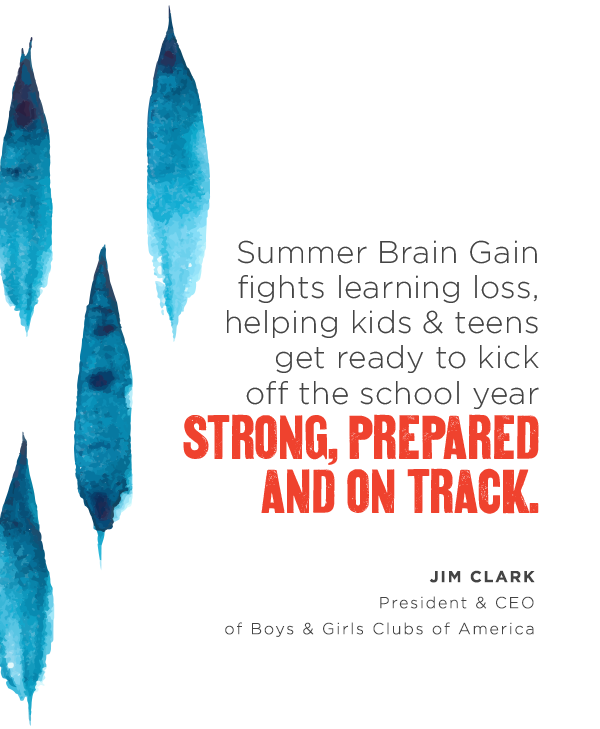 Summer Brain Gain
fights learning loss,
helping kids & teens
get ready to kick
off the school year
STRONG, PREPARED
AND ON TRACK.
JIM CLARK
President & CEO
of Boys & Girls Clubs of America